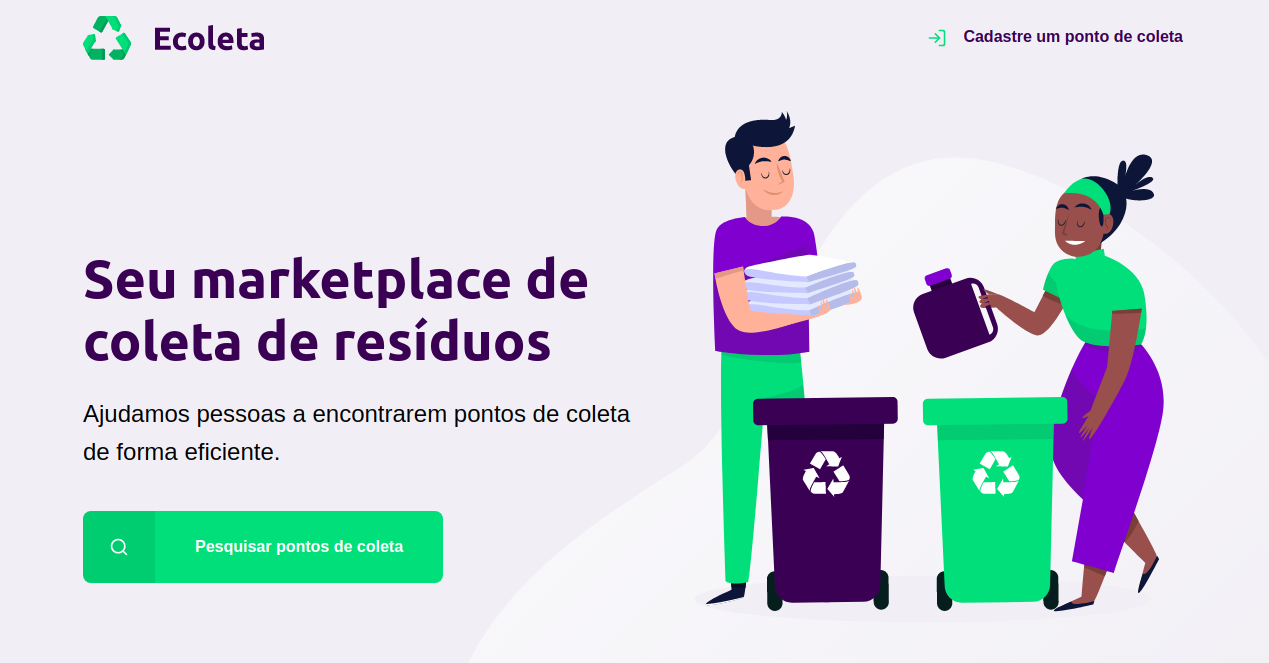 Ecoleta
Cadastre um ponto de coleta
Seu marketplace de
coleta de resíduos
Ajudamos pessoas a encontrarem pontos de coleta
de forma eficiente.
Pesquisar pontos de coleta